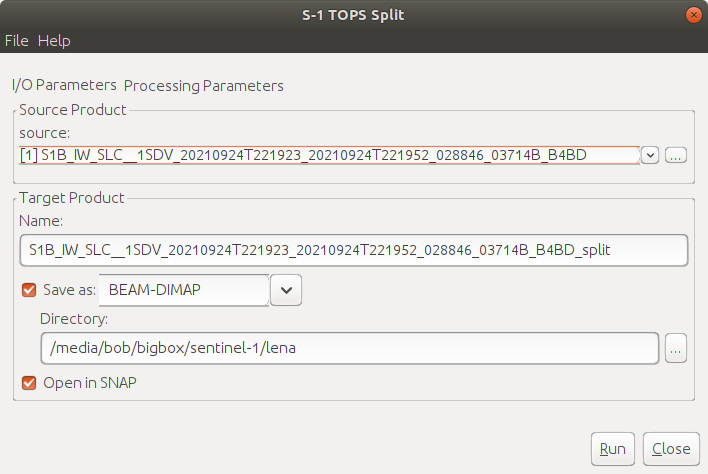 S-1 TOPS Split
File Help
I/O Parameters Processing Parameters
Source Product
source:
[1] S1B_IW_SLC__1SDV_20210924T221923_20210924T221952_028846_03714B_B4BD
...
Target Product
Name:
S1B_IW_SLC__1SDV_20210924T221923_20210924T221952_028846_03714B_B4BD_split
Save as: BEAM-DIMAP
Directory:
/media/bob/bigbox/sentinel-1/lena
...
Open in SNAP
Run Close